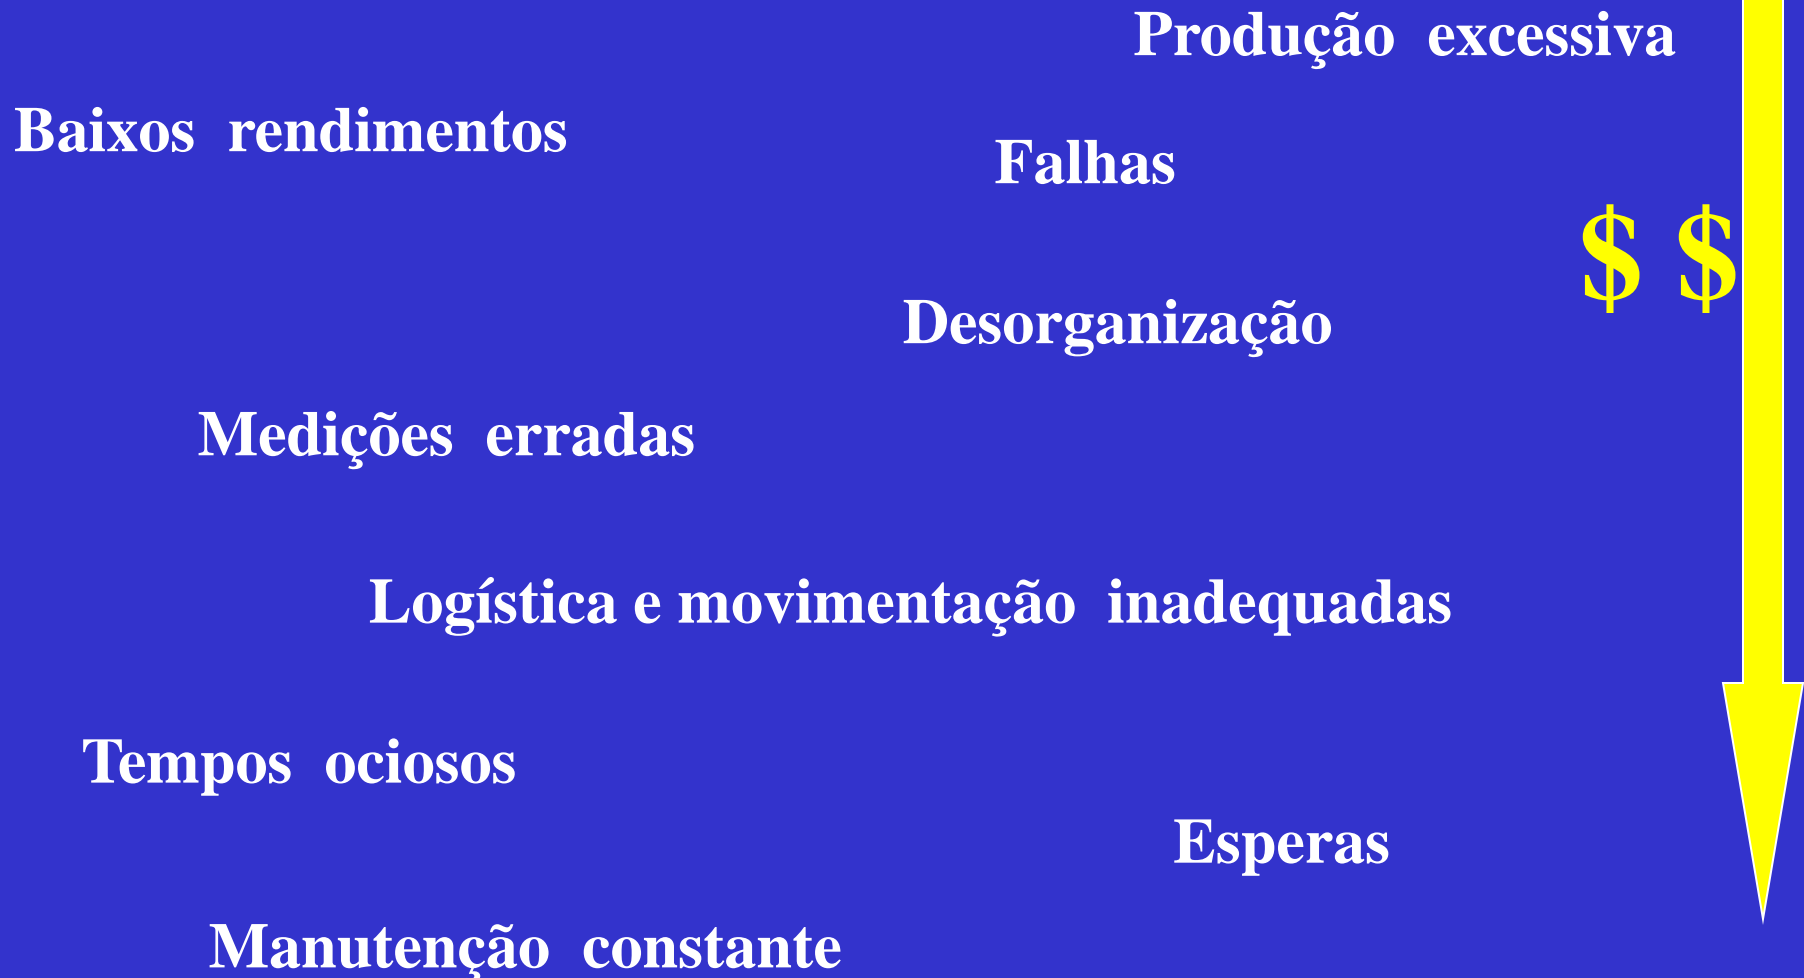 Produção excessiva
Baixos rendimentos
Falhas
$ $
Desorganização
Medições erradas
Logística e movimentação inadequadas
Tempos ociosos
Esperas
Manutenção constante